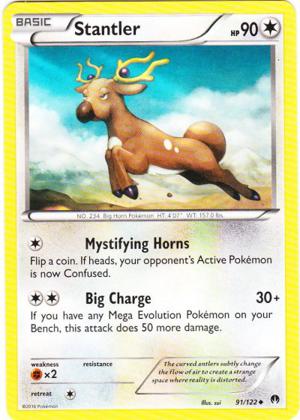 BASIC
Stantler
HP90
NO. 234 Big Horn Pokémon HT: 4'07" WT: 157.0 lbs.
Mystifying Horns
Flip a coin. If heads, your opponent's Active Pokémon
is now Confused.
Big Charge 30+
If you have any Mega Evolution Pokémon on
your Bench, this attack does 50 more damage.
weakness
×2
resistance
retreat
The curved antlers subtly change
the flow of air to create a strange
space where reality is distorted.
©2016 Pokémon
Illus. sui
91/122